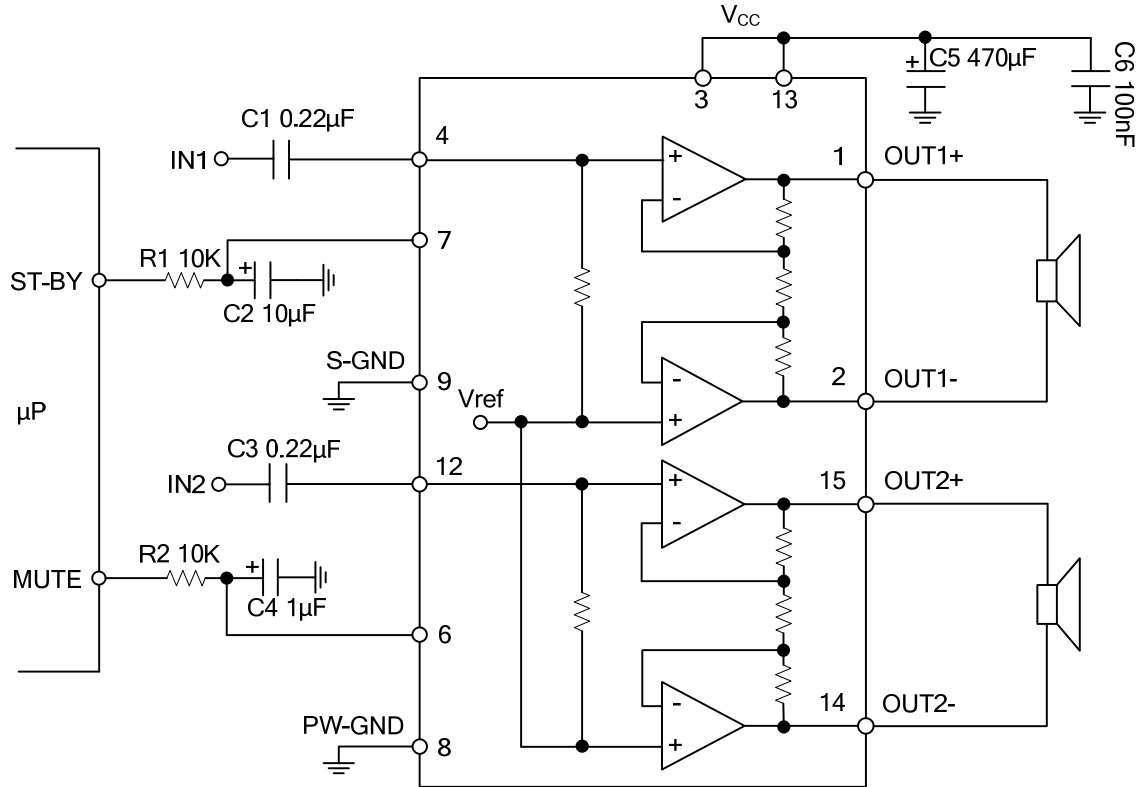 VCC
C5 470µF
C6 100nF
+
3
13
C1 0.22µF
4
IN1
+
-
1
OUT1+
R1 10K
7
ST-BY
+
C2 10µF
S-GND
9
-
+
2
OUT1-
Vref
µP
C3 0.22µF
12
IN2
+
-
15
OUT2+
R2 10K
MUTE
+
C4 1µF
6
-
+
14
OUT2-
PW-GND
8